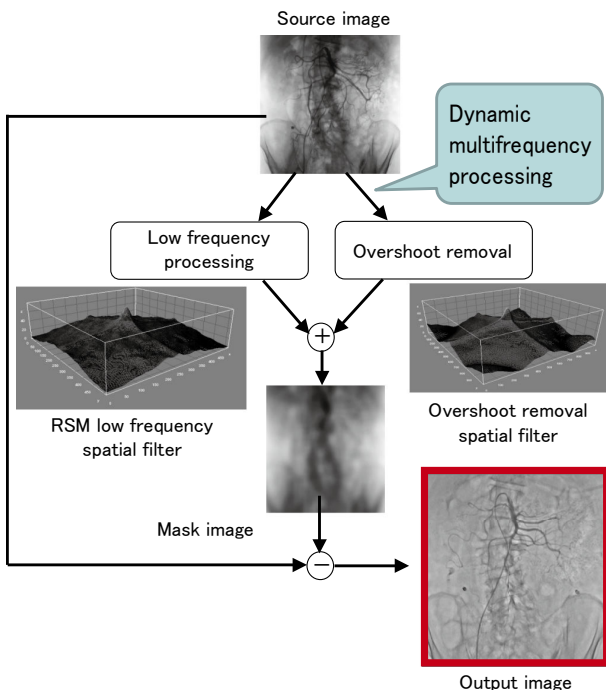 Source image
Dynamic
multifrequency
processing
Low frequency
processing
Overshoot removal
+
RSM low frequency
spatial filter
Overshoot removal
spatial filter
Mask image
−
Output image